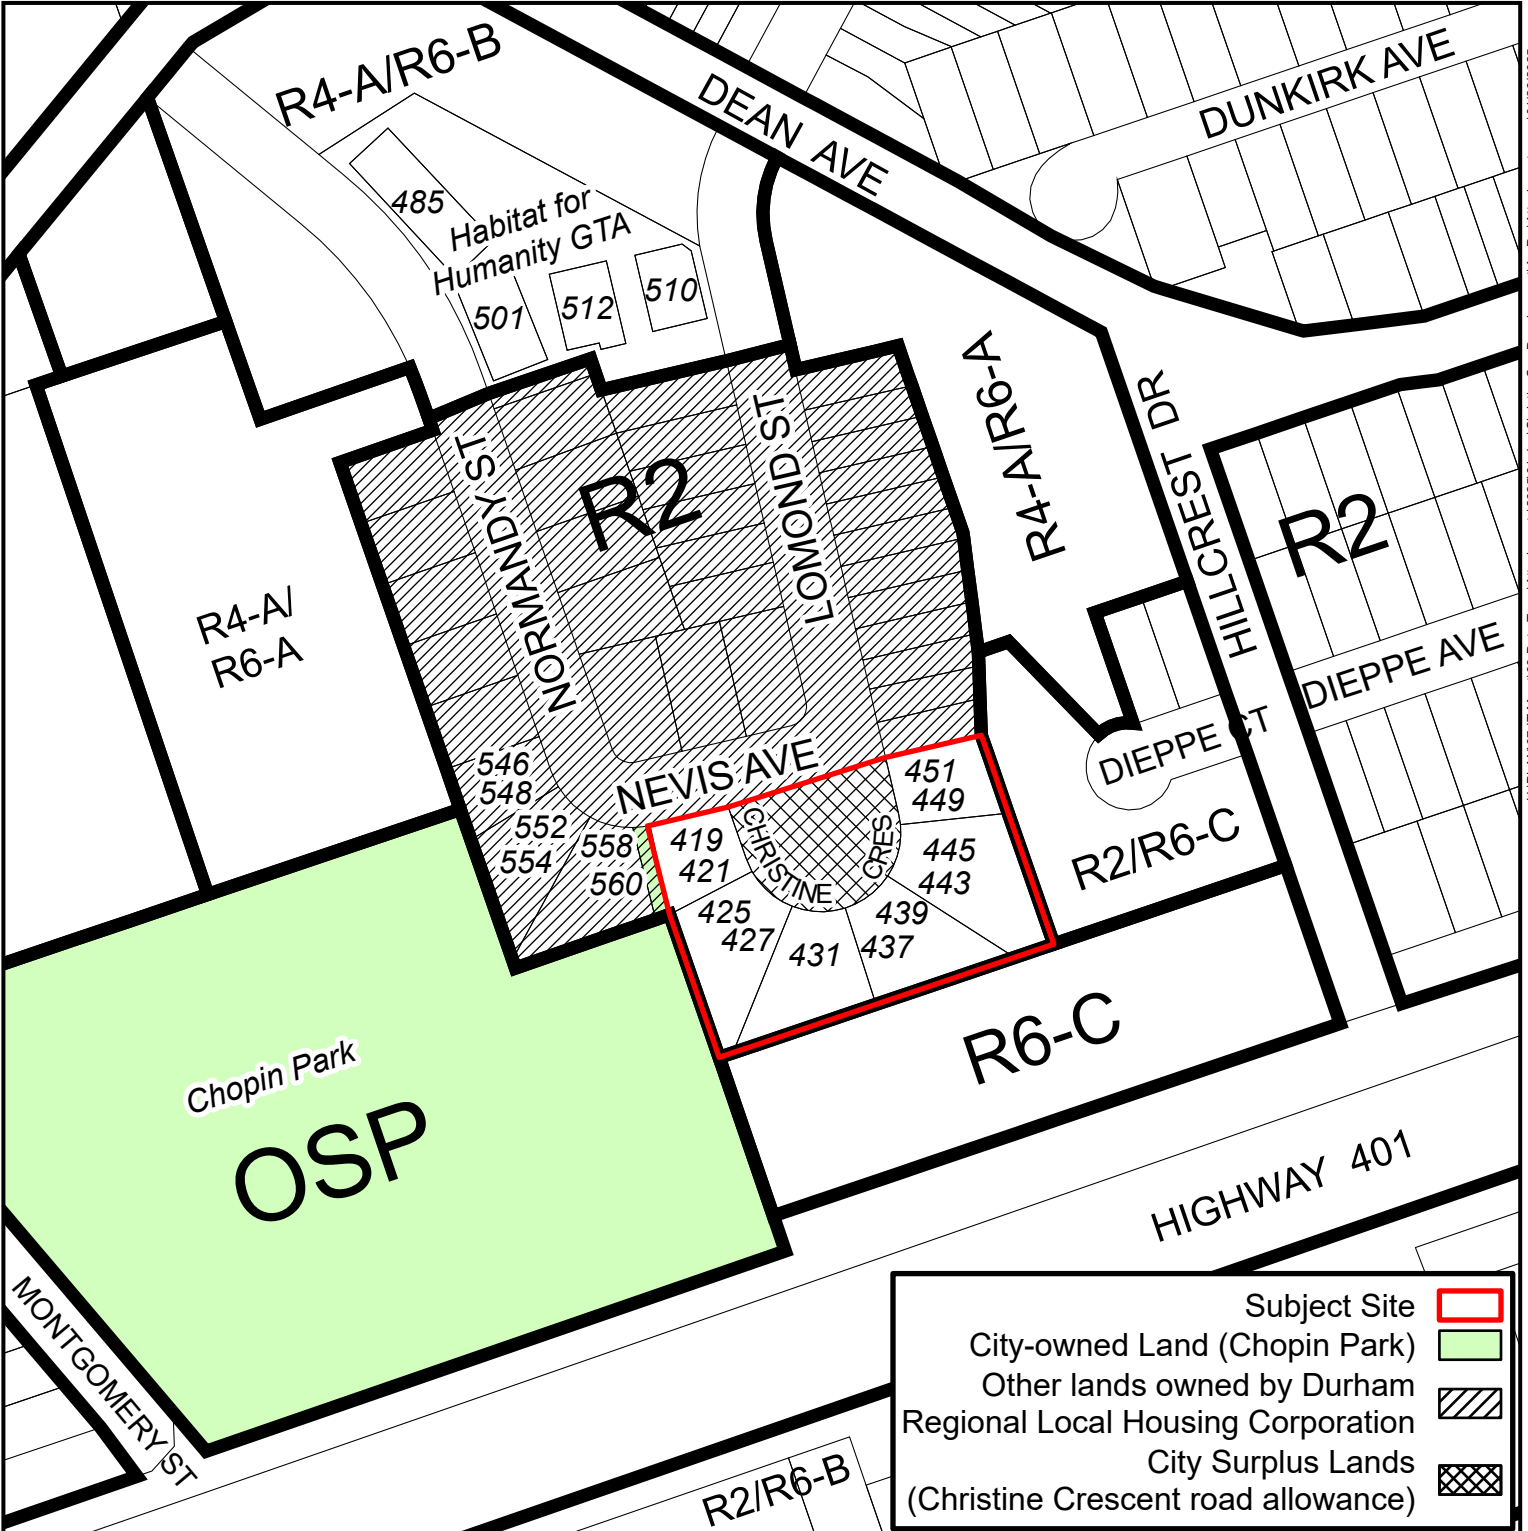 R4-A/R6-B
DEAN AVE
DUNKIRK AVE
485
Habitat for
Humanity GTA
501
512
510
R4-A/R6-A
HILLCREST DR
NORMANDY ST
R2
LOMOND ST
R2
R4-A/
R6-A
DIEPPE AVE
DIEPPE CT
NEVIS AVE
546
548
552
554
558
560
419
421
CHRISTINE CRES
451
449
445
443
425
427
431
439
437
R2/R6-C
R6-C
Chopin Park
OSP
HIGHWAY 401
MONTGOMERY ST
R2/R6-B
Subject Site
City-owned Land (Chopin Park)
Other lands owned by Durham
Regional Local Housing Corporation
City Surplus Lands
(Christine Crescent road allowance)